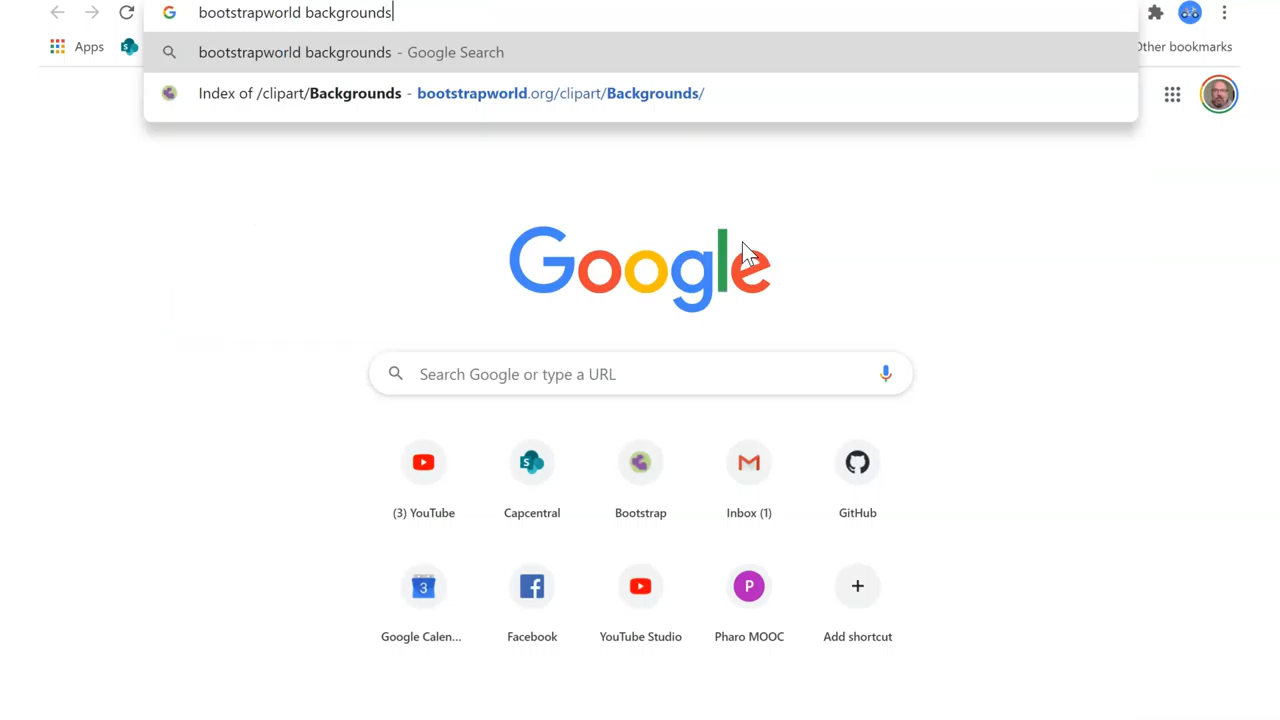 bootstrapworld backgrounds
Apps
Other bookmarks
bootstrapworld backgrounds - Google Search
Index of /clipart/Backgrounds - bootstrapworld.org/clipart/Backgrounds/
Google
Search Google or type a URL
(3) YouTube
Capcentral
Bootstrap
Inbox (1)
GitHub
3
P
Google Calen...
Facebook
YouTube Studio
Pharo MOOC
Add shortcut